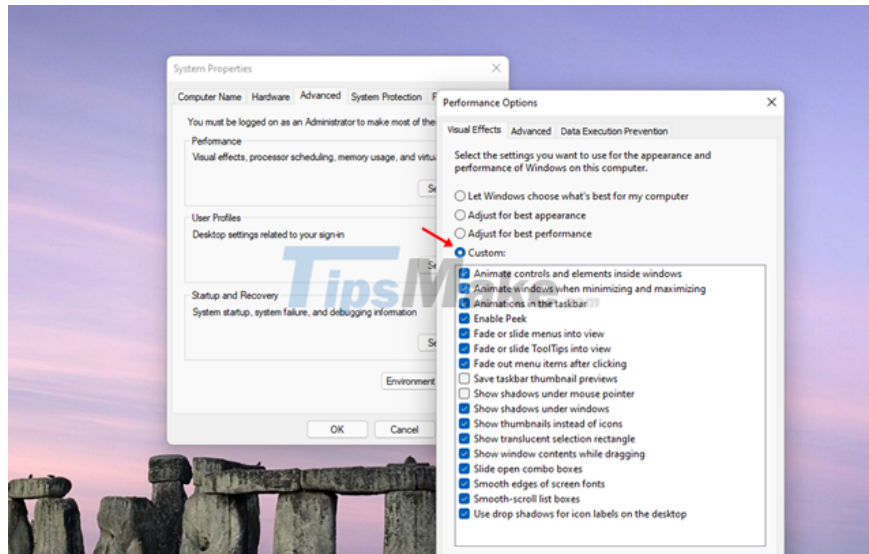 System Properties
Computer Name Hardware Advanced System Protection
You must be logged on as an Administrator to make most of the
Performance
Visual effects, processor scheduling, memory usage, and
User Profiles
Desktop settings related to your sign-in
Startup and Recovery
System startup, system failure, and debugging information
Environment
OK Cancel
Performance Options
Visual Effects Advanced Data Execution Prevention
Select the settings you want to use for the appearance and
performance of Windows on this computer.
Let Windows choose what's best for my computer
Adjust for best appearance
Adjust for best performance
Custom:
Animate controls and elements inside windows
Animate windows when minimizing and maximizing
Animations in the taskbar
Enable Peek
Fade or slide menus into view
Fade or slide ToolTips into view
Fade out menu items after clicking
Save taskbar thumbnail previews
Show shadows under mouse pointer
Show shadows under windows
Show thumbnails instead of icons
Show translucent selection rectangle
Show window contents while dragging
Slide open combo boxes
Smooth edges of screen fonts
Smooth-scroll list boxes
Use drop shadows for icon labels on the desktop
TipsMake.com